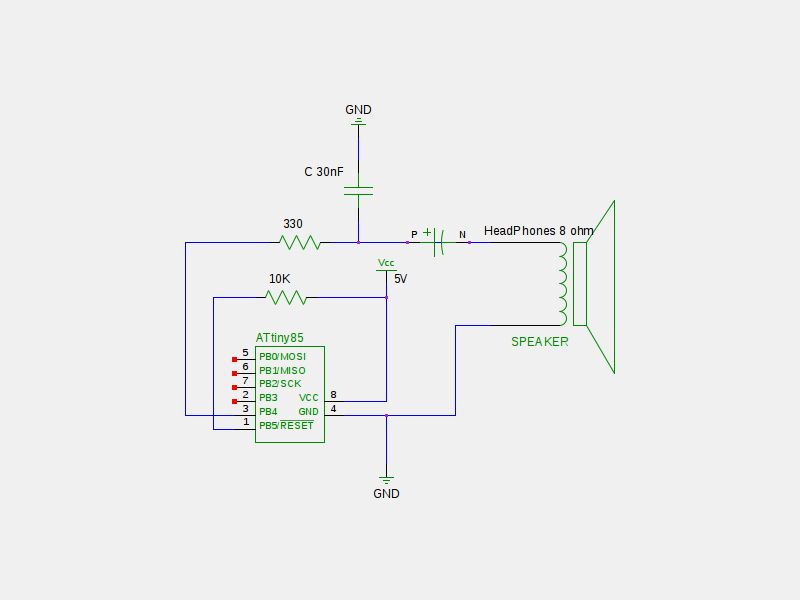 GND
C 30nF
330
P + N
HeadPhones 8 ohm
Vcc
10K
5V
SPEAKER
ATtiny85
5 PB0/MOSI
6 PB1/MISO
7 PB2/SCK
2 PB3 VCC 8
3 PB4 GND 4
1 PB5/RESET
GND